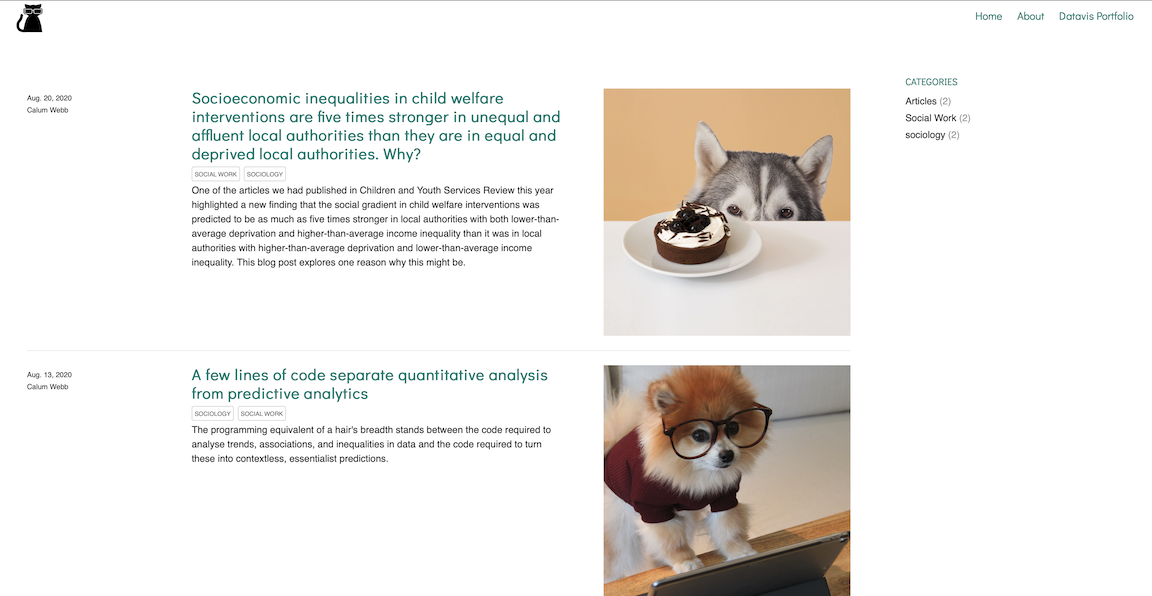 Home About Datavis Portfolio
CATEGORIES
Articles (2)
Social Work (2)
sociology (2)
Aug. 20, 2020
Calum Webb
Socioeconomic inequalities in child welfare
interventions are five times stronger in unequal and
affluent local authorities than they are in equal and
deprived local authorities. Why?
SOCIAL WORK SOCIOLOGY
One of the articles we had published in Children and Youth Services Review this year
highlighted a new finding that the social gradient in child welfare interventions was
predicted to be as much as five times stronger in local authorities with both lower-than-
average deprivation and higher-than-average income inequality than it was in local
authorities with higher-than-average deprivation and lower-than-average income
inequality. This blog post explores one reason why this might be.
Aug. 13, 2020
Calum Webb
A few lines of code separate quantitative analysis
from predictive analytics
SOCIOLOGY SOCIAL WORK
The programming equivalent of a hair's breadth stands between the code required to
analyse trends, associations, and inequalities in data and the code required to turn
these into contextless, essentialist predictions.